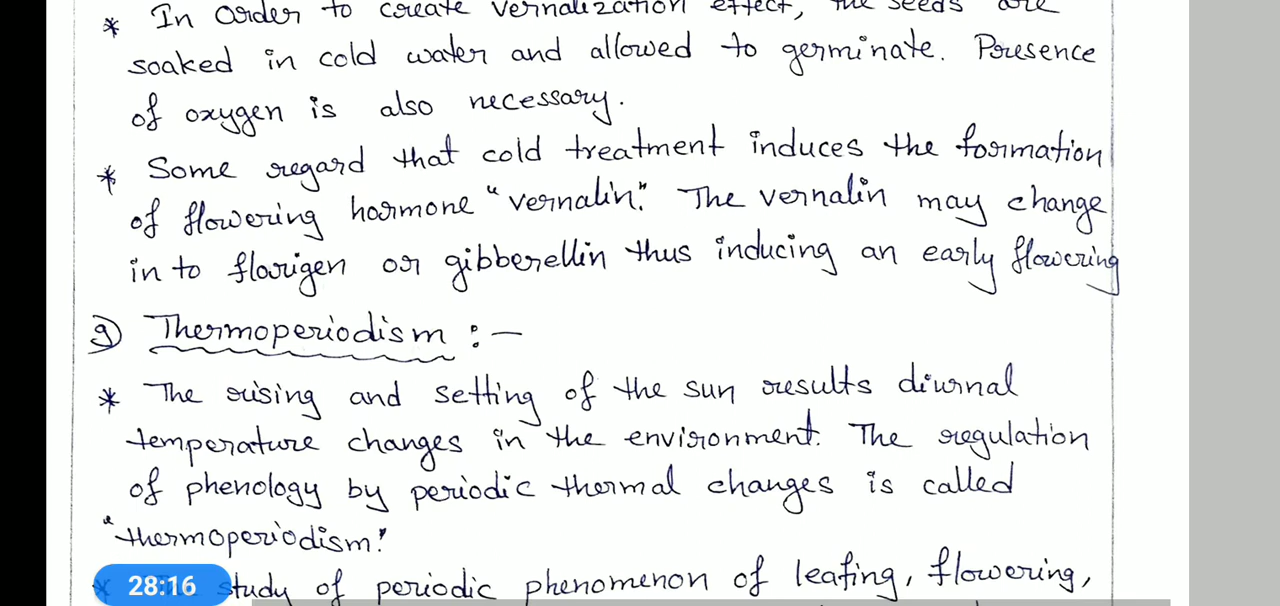 * In order to create vernalization effect, the seeds are
soaked in cold water and allowed to germinate. Presence
of oxygen is also necessary.
* Some regard that cold treatment induces the formation
of flowering hormone "vernalin". The vernalin may change
in to florigen or gibberellin thus inducing an early flowering
g) Thermoperiodism :-
* The rising and setting of the sun results diurnal
temperature changes in the environment. The regulation
of phenology by periodic thermal changes is called
"thermoperiodism"
* study of periodic phenomenon of leafing, flowering,
28:16